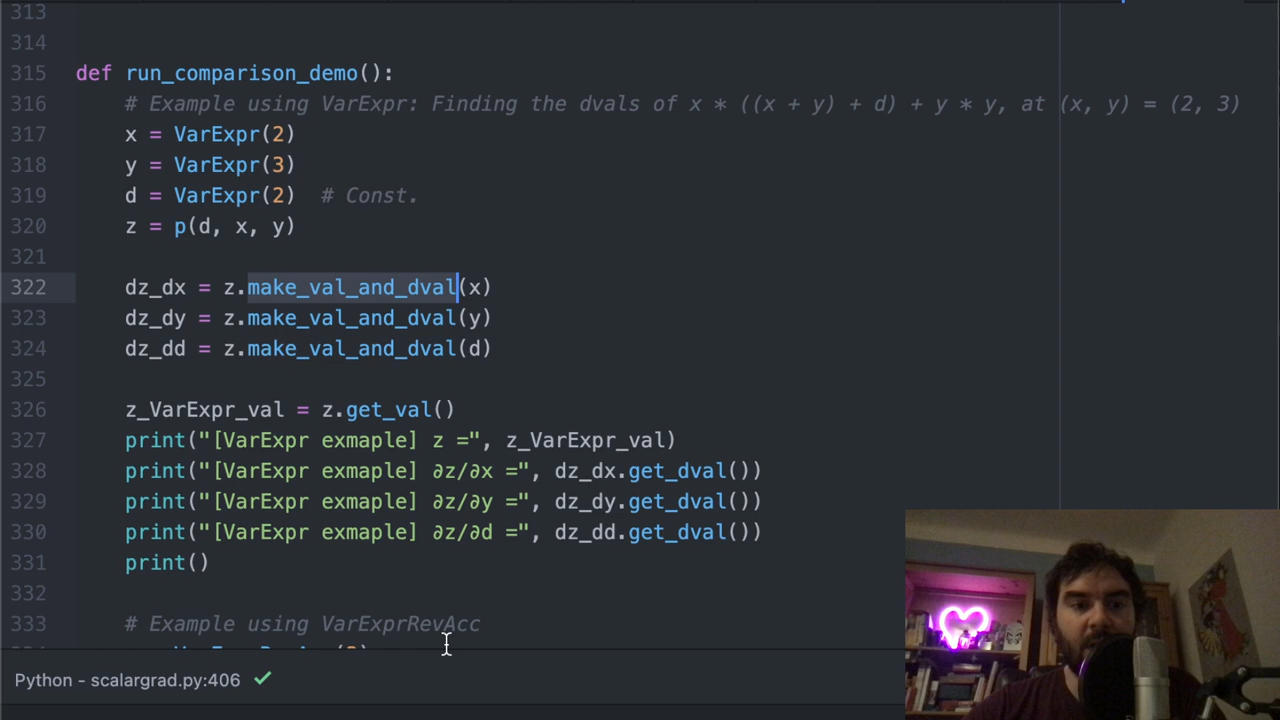 313
314
315 def run_comparison_demo():
316 # Example using VarExpr: Finding the dvals of x * ((x + y) + d) + y * y, at (x, y) = (2, 3)
317 x = VarExpr(2)
318 y = VarExpr(3)
319 d = VarExpr(2)  # Const.
320 z = p(d, x, y)
321
322 dz_dx = z.make_val_and_dval(x)
323 dz_dy = z.make_val_and_dval(y)
324 dz_dd = z.make_val_and_dval(d)
325
326 z_VarExpr_val = z.get_val()
327 print("[VarExpr exmaple] z =", z_VarExpr_val)
328 print("[VarExpr exmaple] ∂z/∂x =", dz_dx.get_dval())
329 print("[VarExpr exmaple] ∂z/∂y =", dz_dy.get_dval())
330 print("[VarExpr exmaple] ∂z/∂d =", dz_dd.get_dval())
331 print()
332
333 # Example using VarExprRevAcc
Python - scalargrad.py:406